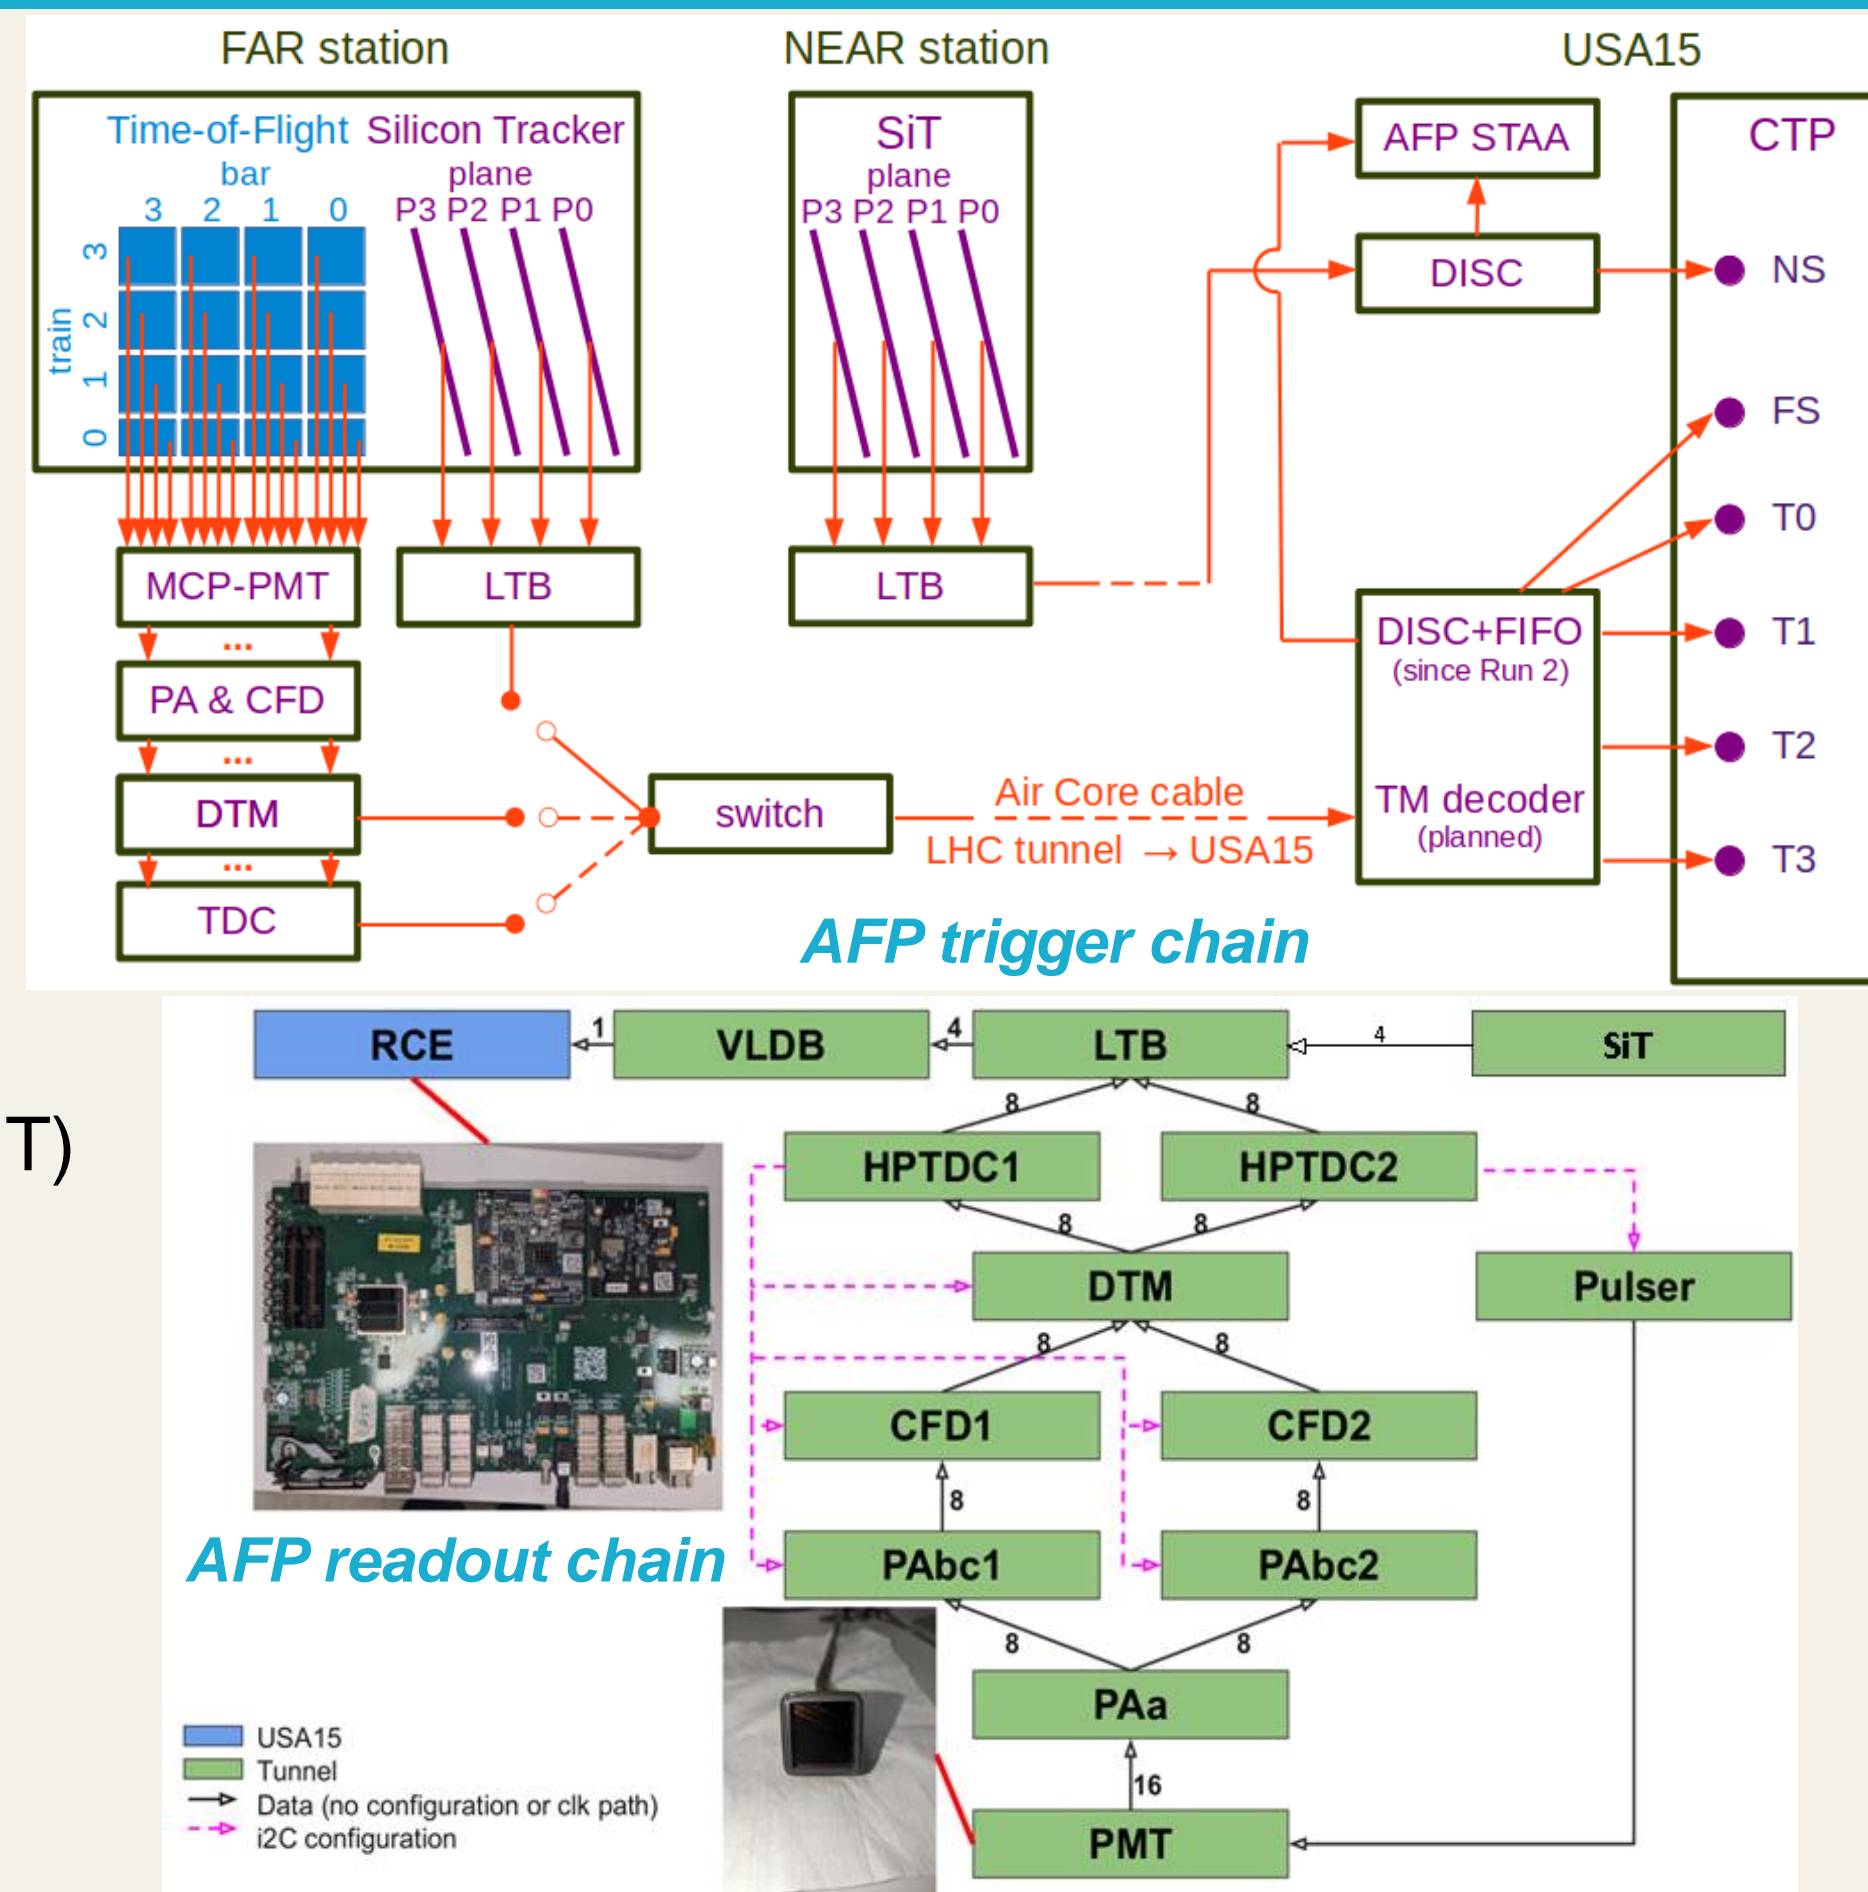 FAR station
NEAR station
USA15
Time-of-Flight
Silicon Tracker
bar
plane
3 2 1 0
P3 P2 P1 P0
train
3
2
1
0
SiT
plane
P3 P2 P1 P0
AFP STAA
CTP
DISC
NS
FS
T0
T1
T2
T3
MCP-PMT
LTB
LTB
...
PA & CFD
...
DTM
...
TDC
switch
Air Core cable
LHC tunnel → USA15
DISC+FIFO
(since Run 2)
TM decoder
(planned)
AFP trigger chain
T)
RCE
1
VLDB
4
LTB
4
SiT
8
8
HPTDC1
HPTDC2
8
8
DTM
Pulser
8
8
CFD1
CFD2
8
8
AFP readout chain
PAbc1
PAbc2
8
8
PAa
16
PMT
USA15
Tunnel
Data (no configuration or clk path)
i2C configuration